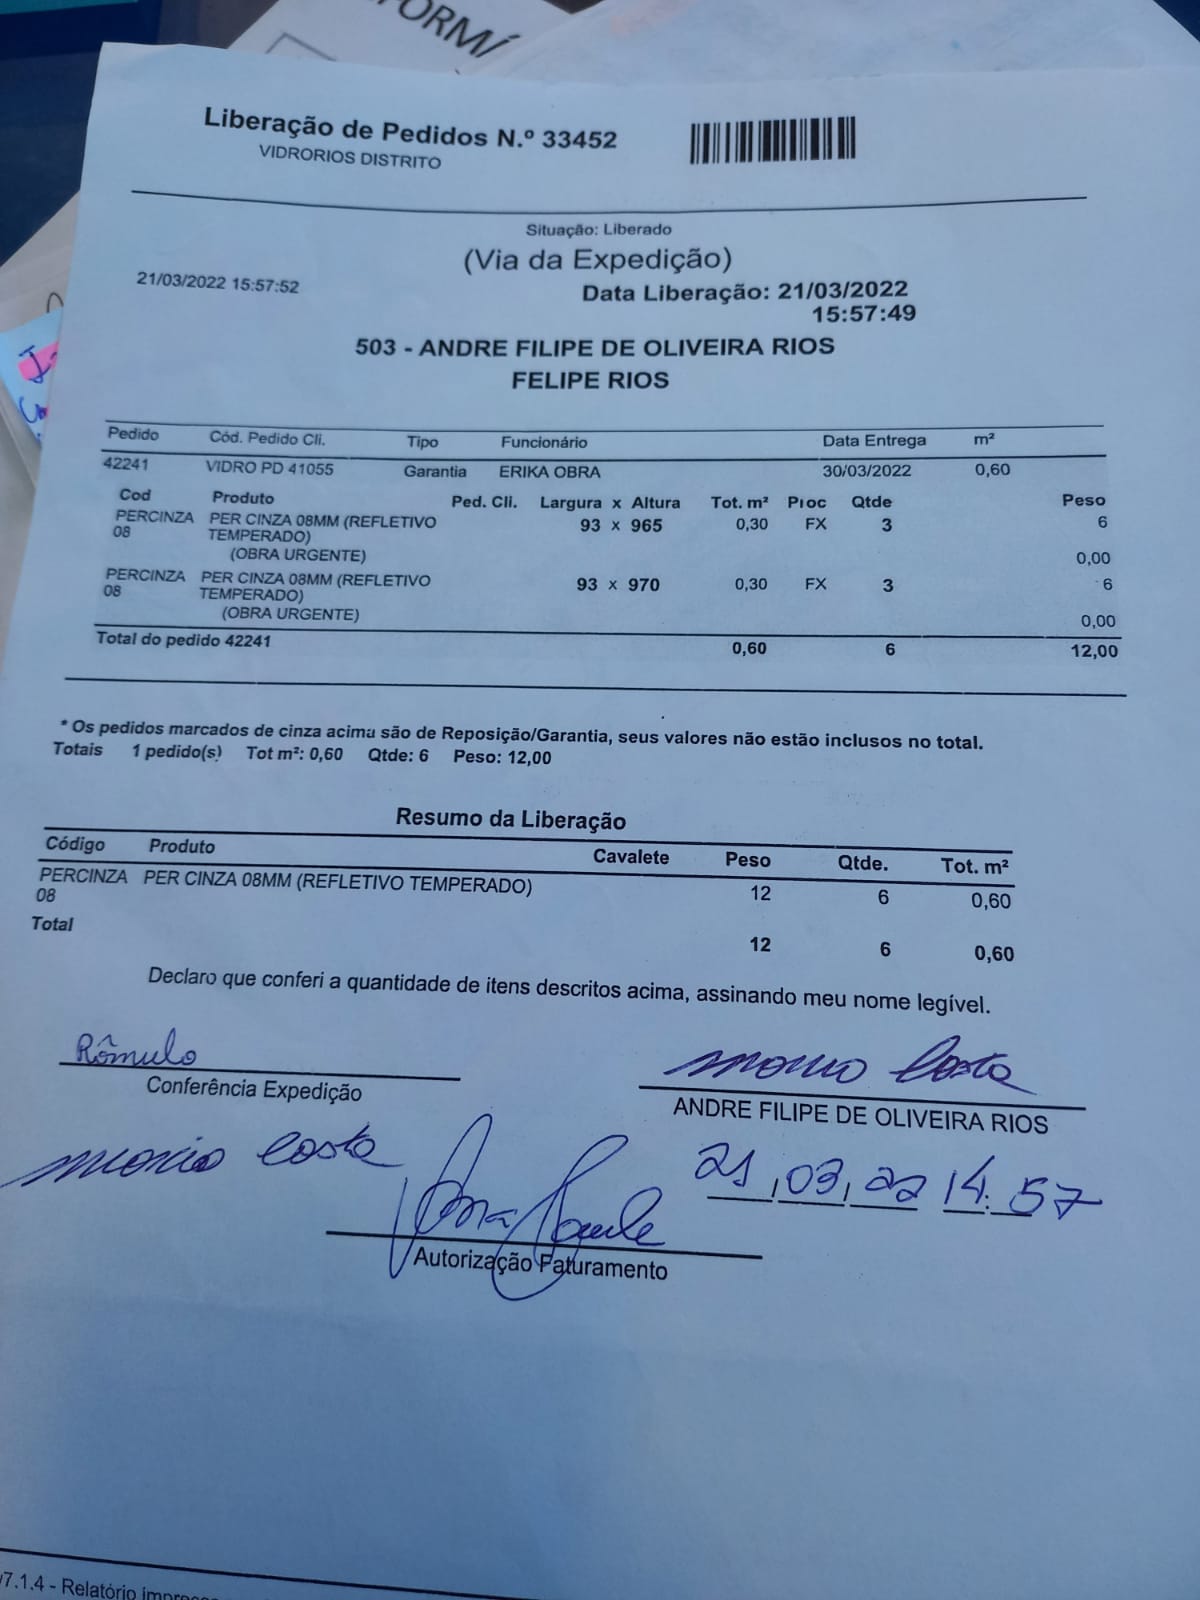 ORMÍ
Liberação de Pedidos N.º 33452
VIDRORIOS DISTRITO
Situação: Liberado
(Via da Expedição)
21/03/2022 15:57:52
Data Liberação: 21/03/2022
15:57:49
503 - ANDRE FILIPE DE OLIVEIRA RIOS
FELIPE RIOS
Pedido Cód. Pedido Cli. Tipo Funcionário Data Entrega m²
42241 VIDRO PD 41055 Garantia ERIKA OBRA 30/03/2022 0,60
Cod Produto Ped. Cli. Largura x Altura Tot. m² Proc Qtde Peso
PERCINZA PER CINZA 08MM (REFLETIVO 93 x 965 0,30 FX 3 6
08 TEMPERADO)
(OBRA URGENTE) 0,00
PERCINZA PER CINZA 08MM (REFLETIVO 93 x 970 0,30 FX 3 6
08 TEMPERADO)
(OBRA URGENTE) 0,00
Total do pedido 42241 0,60 6 12,00
* Os pedidos marcados de cinza acima são de Reposição/Garantia, seus valores não estão inclusos no total.
Totais 1 pedido(s) Tot m²: 0,60 Qtde: 6 Peso: 12,00
Resumo da Liberação
Código Produto Cavalete Peso Qtde. Tot. m²
PERCINZA PER CINZA 08MM (REFLETIVO TEMPERADO) 12 6 0,60
08
Total 12 6 0,60
Declaro que conferi a quantidade de itens descritos acima, assinando meu nome legível.
Rômulo
Conferência Expedição
Marcio Costa
ANDRE FILIPE DE OLIVEIRA RIOS
Marcio Costa
21/03/22 14:57
Autorização Faturamento
7.1.4 - Relatório impres